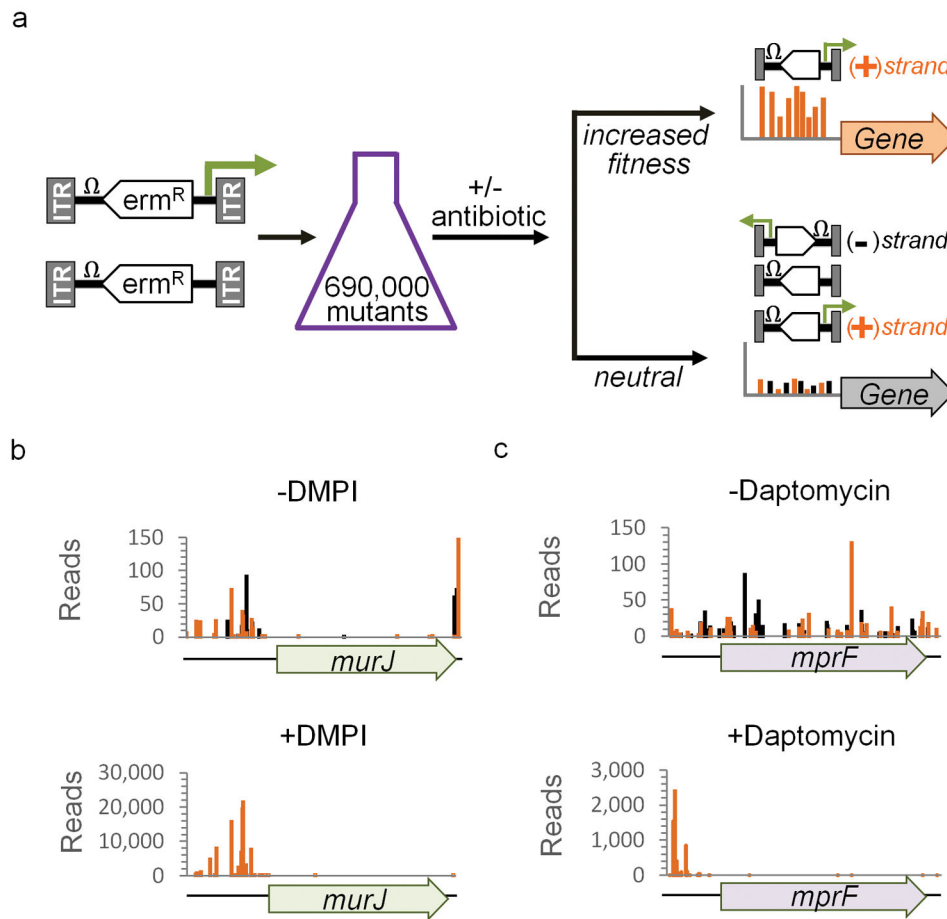 a
ITR Ω erm^R ITR
ITR Ω erm^R ITR
690,000
mutants
+/-
antibiotic
increased
fitness
neutral
Ω (+) strand
Gene
Ω (-) strand
Ω
Ω (+) strand
Gene
b
-DMPI
Reads
150
100
50
0
murJ
+DMPI
Reads
30,000
20,000
10,000
0
murJ
c
-Daptomycin
Reads
150
100
50
0
mprF
+Daptomycin
Reads
3,000
2,000
1,000
0
mprF